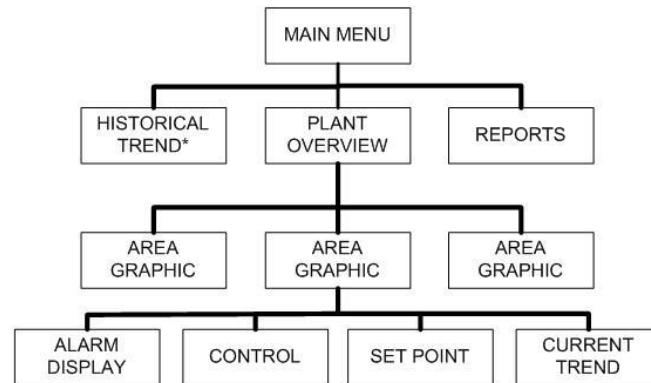 MAIN MENU
HISTORICAL
TREND*
PLANT
OVERVIEW
REPORTS
AREA
GRAPHIC
AREA
GRAPHIC
AREA
GRAPHIC
ALARM
DISPLAY
CONTROL
SET POINT
CURRENT
TREND